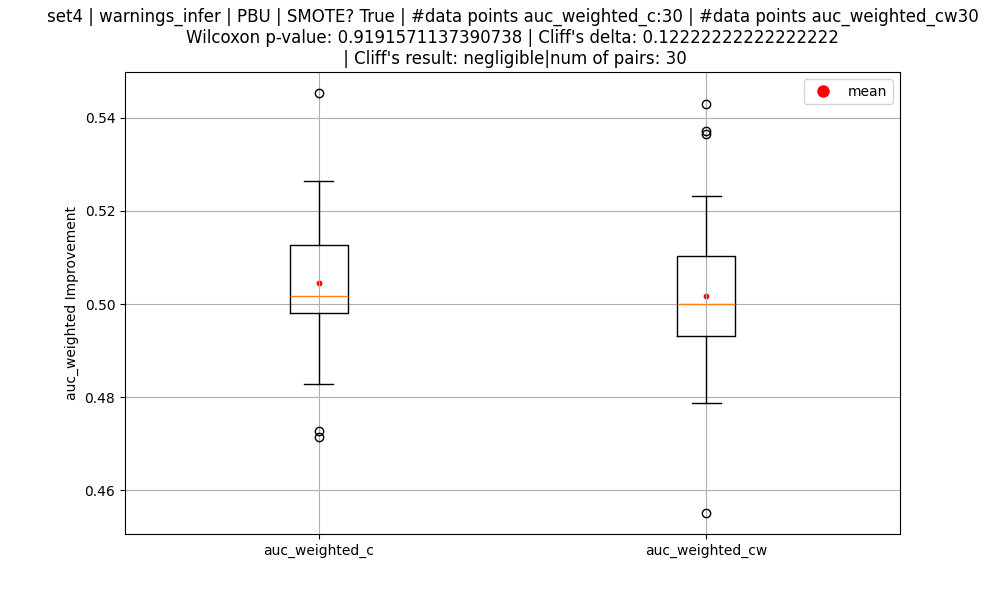 set4 | warnings_infer | PBU | SMOTE? True | #data points auc_weighted_c:30 | #data points auc_weighted_cw30
Wilcoxon p-value: 0.9191571137390738 | Cliff's delta: 0.12222222222222222
| Cliff's result: negligible|num of pairs: 30
mean
0.54
0.52
0.50
0.48
0.46
auc_weighted Improvement
auc_weighted_c
auc_weighted_cw